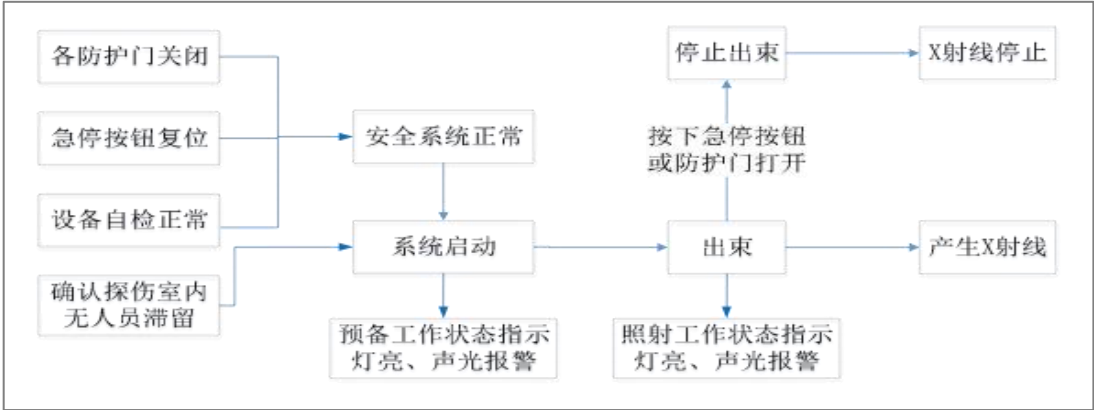 各防护门关闭
急停按钮复位
设备自检正常
确认探伤室内
无人员滞留
安全系统正常
系统启动
预备工作状态指示
灯亮、声光报警
停止出束
X射线停止
按下急停按钮
或防护门打开
出束
产生X射线
照射工作状态指示
灯亮、声光报警